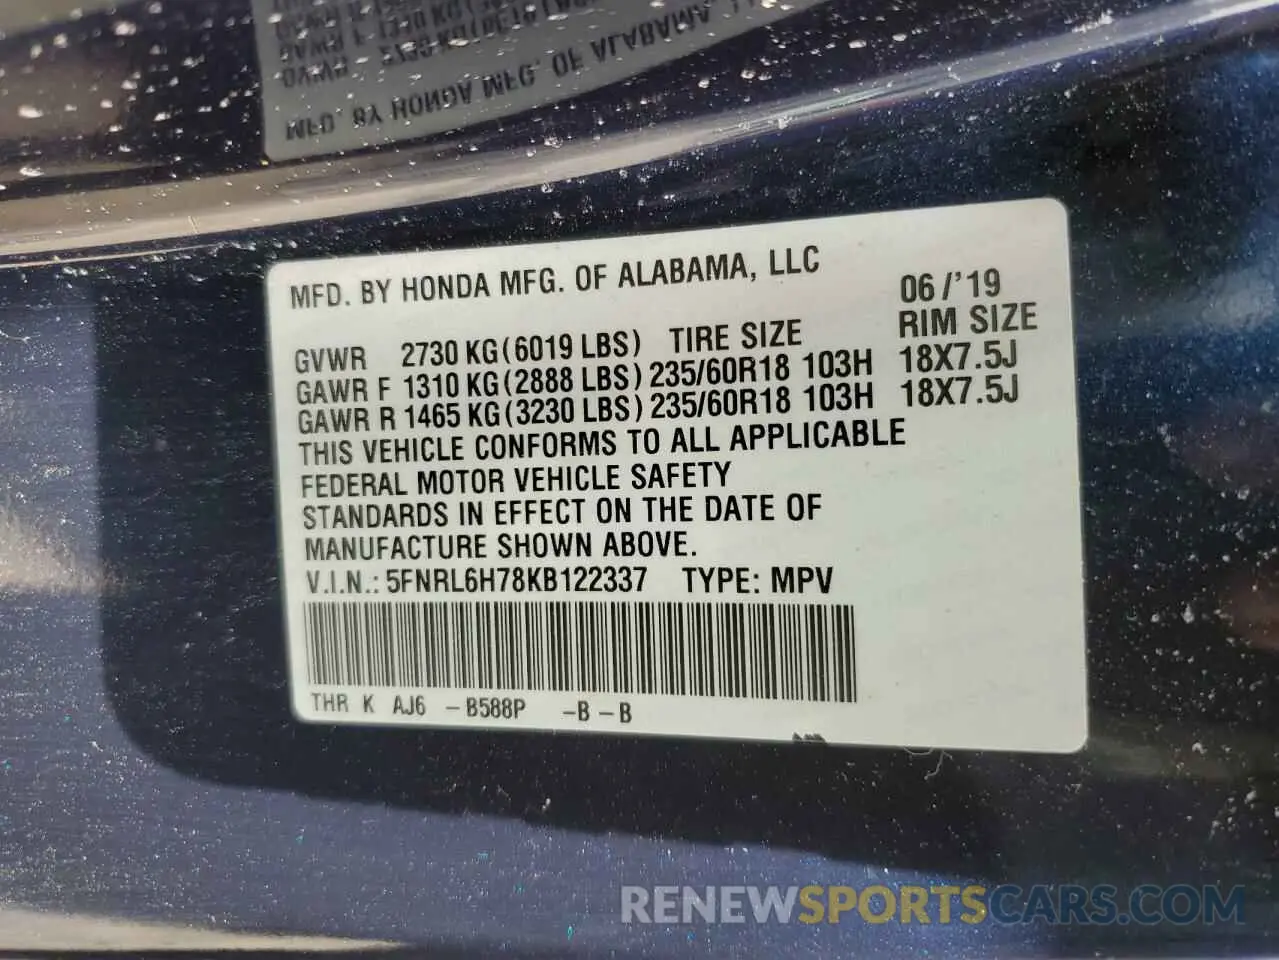 MFD. BY HONDA MFG. OF ALABAMA, LLC
06/'19
GVWR 2730 KG (6019 LBS) TIRE SIZE RIM SIZE
GAWR F 1310 KG (2888 LBS) 235/60R18 103H 18X7.5J
GAWR R 1465 KG (3230 LBS) 235/60R18 103H 18X7.5J
THIS VEHICLE CONFORMS TO ALL APPLICABLE
FEDERAL MOTOR VEHICLE SAFETY
STANDARDS IN EFFECT ON THE DATE OF
MANUFACTURE SHOWN ABOVE.
V.I.N.: 5FNRL6H78KB122337 TYPE: MPV
THR K AJ6 -B588P -B -B
RENEWSPORTSCARS.COM